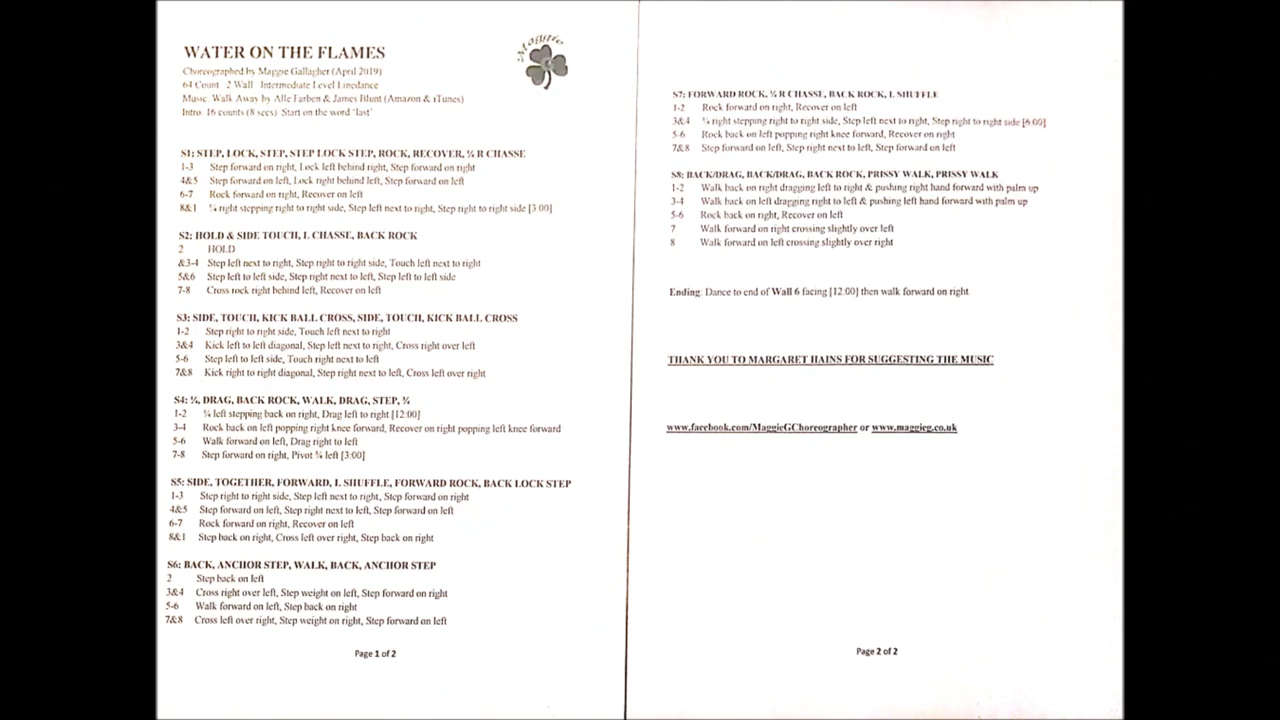 WATER ON THE FLAMES
Maggie
Choreographed by Maggie Gallagher (April 2019)
64 Count 2 Wall Intermediate Level Linedance
Music: Walk Away by Alle Farben & James Blunt (Amazon & iTunes)
Intro: 16 counts (8 secs) Start on the word 'last'
S1: STEP, LOCK, STEP, STEP LOCK STEP, ROCK, RECOVER, ¼ R CHASSE
1-3 Step forward on right, Lock left behind right, Step forward on right
4&5 Step forward on left, Lock right behind left, Step forward on left
6-7 Rock forward on right, Recover on left
8&1 ¼ right stepping right to right side, Step left next to right, Step right to right side [3:00]
S2: HOLD & SIDE TOUCH, L CHASSE, BACK ROCK
2 HOLD
&3-4 Step left next to right, Step right to right side, Touch left next to right
5&6 Step left to left side, Step right next to left, Step left to left side
7-8 Cross rock right behind left, Recover on left
S3: SIDE, TOUCH, KICK BALL CROSS, SIDE, TOUCH, KICK BALL CROSS
1-2 Step right to right side, Touch left next to right
3&4 Kick left to left diagonal, Step left next to right, Cross right over left
5-6 Step left to left side, Touch right next to left
7&8 Kick right to right diagonal, Step right next to left, Cross left over right
S4: ¼, DRAG, BACK ROCK, WALK, DRAG, STEP, ¾
1-2 ¼ left stepping back on right, Drag left to right [12:00]
3-4 Rock back on left popping right knee forward, Recover on right popping left knee forward
5-6 Walk forward on left, Drag right to left
7-8 Step forward on right, Pivot ¾ left [3:00]
S5: SIDE, TOGETHER, FORWARD, L SHUFFLE, FORWARD ROCK, BACK LOCK STEP
1-3 Step right to right side, Step left next to right, Step forward on right
4&5 Step forward on left, Step right next to left, Step forward on left
6-7 Rock forward on right, Recover on left
8&1 Step back on right, Cross left over right, Step back on right
S6: BACK, ANCHOR STEP, WALK, BACK, ANCHOR STEP
2 Step back on left
3&4 Cross right over left, Step weight on left, Step forward on right
5-6 Walk forward on left, Step back on right
7&8 Cross left over right, Step weight on right, Step forward on left
Page 1 of 2
S7: FORWARD ROCK, ¼ R CHASSE, BACK ROCK, L SHUFFLE
1-2 Rock forward on right, Recover on left
3&4 ¼ right stepping right to right side, Step left next to right, Step right to right side [6:00]
5-6 Rock back on left popping right knee forward, Recover on right
7&8 Step forward on left, Step right next to left, Step forward on left
S8: BACK/DRAG, BACK/DRAG, BACK ROCK, PRISSY WALK, PRISSY WALK
1-2 Walk back on right dragging left to right & pushing right hand forward with palm up
3-4 Walk back on left dragging right to left & pushing left hand forward with palm up
5-6 Rock back on right, Recover on left
7 Walk forward on right crossing slightly over left
8 Walk forward on left crossing slightly over right
Ending: Dance to end of Wall 6 facing [12:00] then walk forward on right
THANK YOU TO MARGARET HAINS FOR SUGGESTING THE MUSIC
www.facebook.com/MaggieGChoreographer or www.maggieg.co.uk
Page 2 of 2